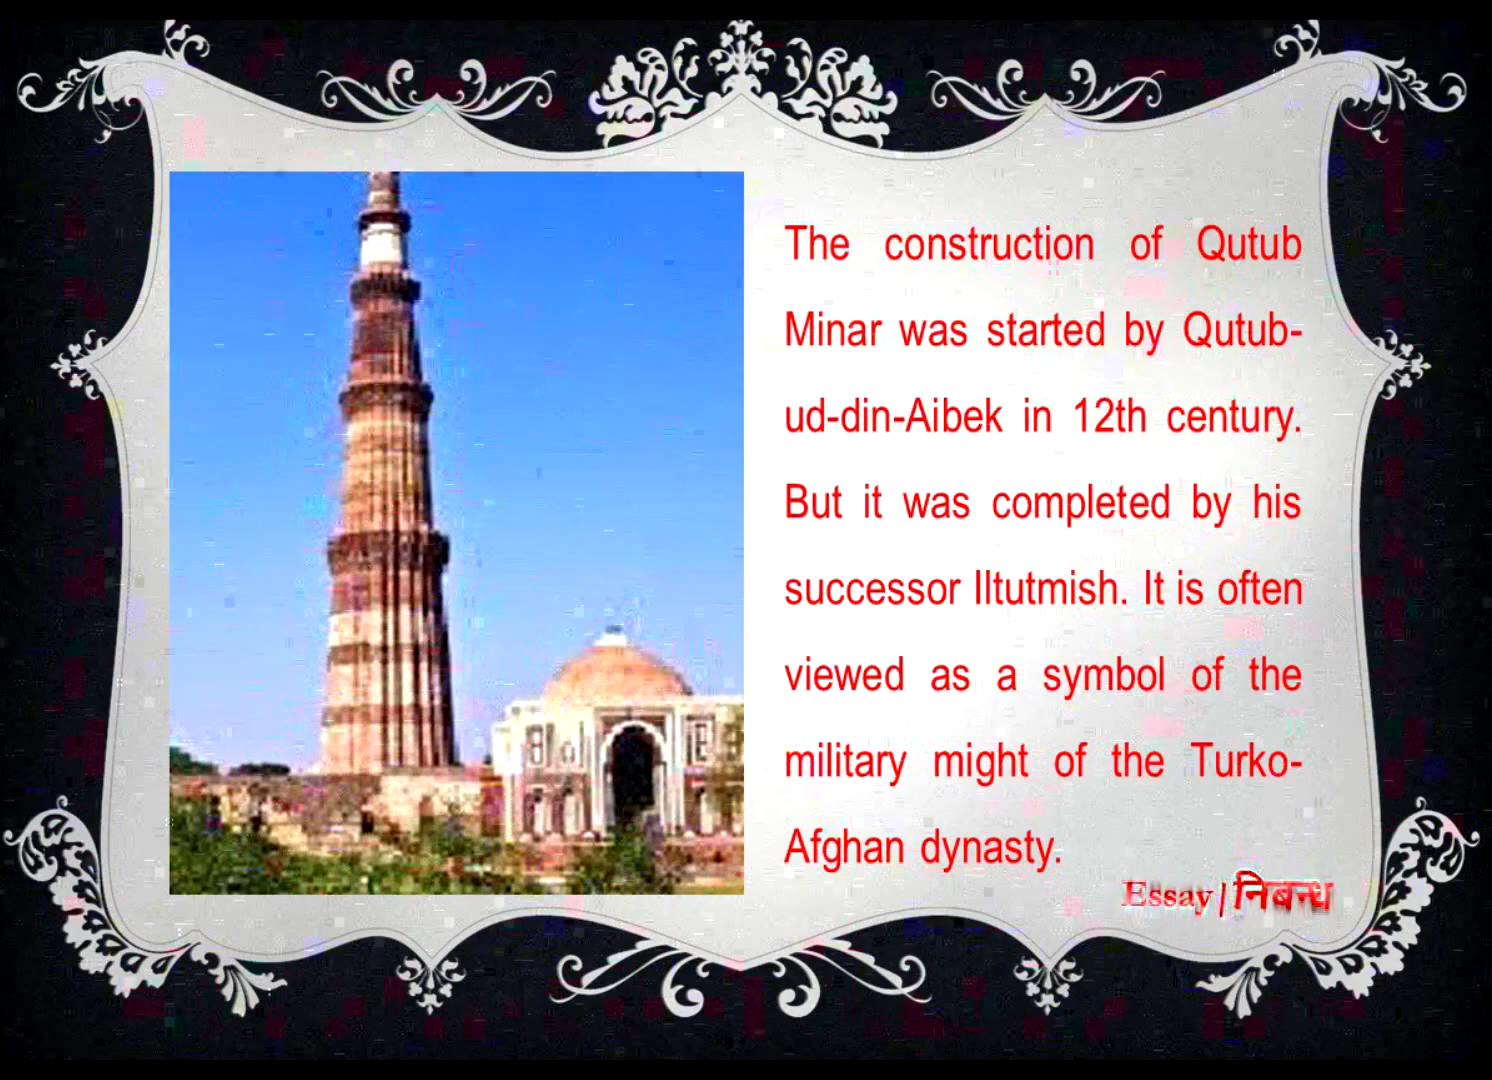 The construction of Qutub
Minar was started by Qutub-
ud-din-Aibek in 12th century.
But it was completed by his
successor Iltutmish. It is often
viewed as a symbol of the
military might of the Turko-
Afghan dynasty.
Essay | निबन्ध